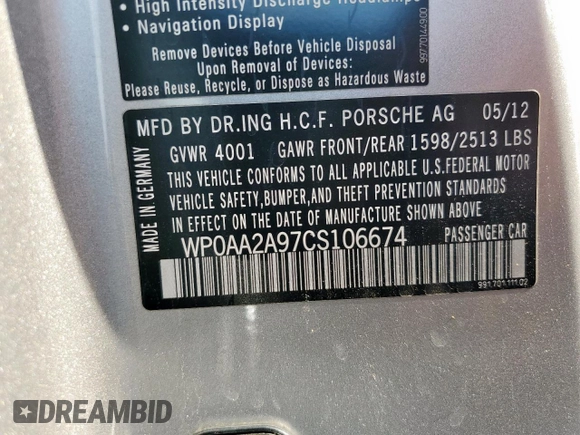 • High Intensity Discharge Headlamps
• Navigation Display
Remove Devices Before Vehicle Disposal
Upon Removal of Devices:
Please Reuse, Recycle, or Dispose as Hazardous Waste
99770144900
MADE IN GERMANY
MFD BY DR.ING H.C.F. PORSCHE AG 05/12
GVWR 4001 GAWR FRONT/REAR 1598/2513 LBS
THIS VEHICLE CONFORMS TO ALL APPLICABLE U.S.FEDERAL MOTOR
VEHICLE SAFETY,BUMPER,AND THEFT PREVENTION STANDARDS
IN EFFECT ON THE DATE OF MANUFACTURE SHOWN ABOVE
WP0AA2A97CS106674 PASSENGER CAR
991.701.111.02
DREAMBID